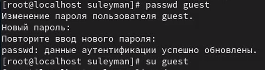 [root@localhost suleyman]# passwd guest
Изменение пароля пользователя guest.
Новый пароль:
Повторите ввод нового пароля:
passwd: данные аутентификации успешно обновлены.
[root@localhost suleyman]# su guest